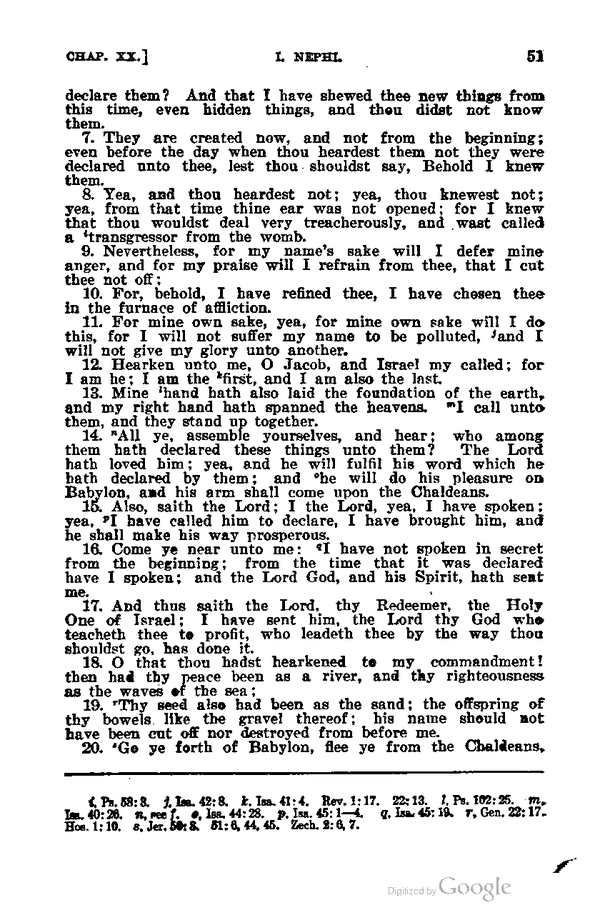 CHAP. XX.] I. NEPHI. 51
declare them? And that I have shewed thee new things from
this time, even hidden things, and thou didst not know
them.
7. They are created now, and not from the beginning;
even before the day when thou heardest them not they were
declared unto thee, lest thou shouldst say, Behold I knew
them.
8. Yea, and thou heardest not; yea, thou knewest not;
yea, from that time thine ear was not opened; for I knew
that thou wouldst deal very treacherously, and wast called
a ⁱtransgressor from the womb.
9. Nevertheless, for my name's sake will I defer mine
anger, and for my praise will I refrain from thee, that I cut
thee not off;
10. For, behold, I have refined thee, I have chosen thee
in the furnace of affliction.
11. For mine own sake, yea, for mine own sake will I do
this, for I will not suffer my name to be polluted, ʲand I
will not give my glory unto another.
12. Hearken unto me, O Jacob, and Israel my called; for
I am he; I am the ᵏfirst, and I am also the last.
13. Mine ˡhand hath also laid the foundation of the earth,
and my right hand hath spanned the heavens. ᵐI call unto
them, and they stand up together.
14. ⁿAll ye, assemble yourselves, and hear; who among
them hath declared these things unto them? The Lord
hath loved him; yea, and he will fulfil his word which he
hath declared by them; and ᵒhe will do his pleasure on
Babylon, and his arm shall come upon the Chaldeans.
15. Also, saith the Lord; I the Lord, yea, I have spoken;
yea, ᵖI have called him to declare, I have brought him, and
he shall make his way prosperous.
16. Come ye near unto me: qI have not spoken in secret
from the beginning; from the time that it was declared
have I spoken; and the Lord God, and his Spirit, hath sent
me.
17. And thus saith the Lord, thy Redeemer, the Holy
One of Israel; I have sent him, the Lord thy God who
teacheth thee to profit, who leadeth thee by the way thou
shouldst go, has done it.
18. O that thou hadst hearkened to my commandment!
then had thy peace been as a river, and thy righteousness
as the waves of the sea;
19. ʳThy seed also had been as the sand; the offspring of
thy bowels like the gravel thereof; his name should not
have been cut off nor destroyed from before me.
20. ˢGo ye forth of Babylon, flee ye from the Chaldeans,
i, Ps. 58:3. j, Isa. 42:8. k, Isa. 41:4. Rev. 1:17. 22:13. l, Ps. 102:25. m,
Isa. 40:26. n, see f. o, Isa. 44:28. p, Isa. 45:1—4. q, Isa. 45:19. r, Gen. 22:17.
Hos. 1:10. s, Jer. 50:8. 51:6, 44, 45. Zech. 2:6, 7.
Digitized by Google